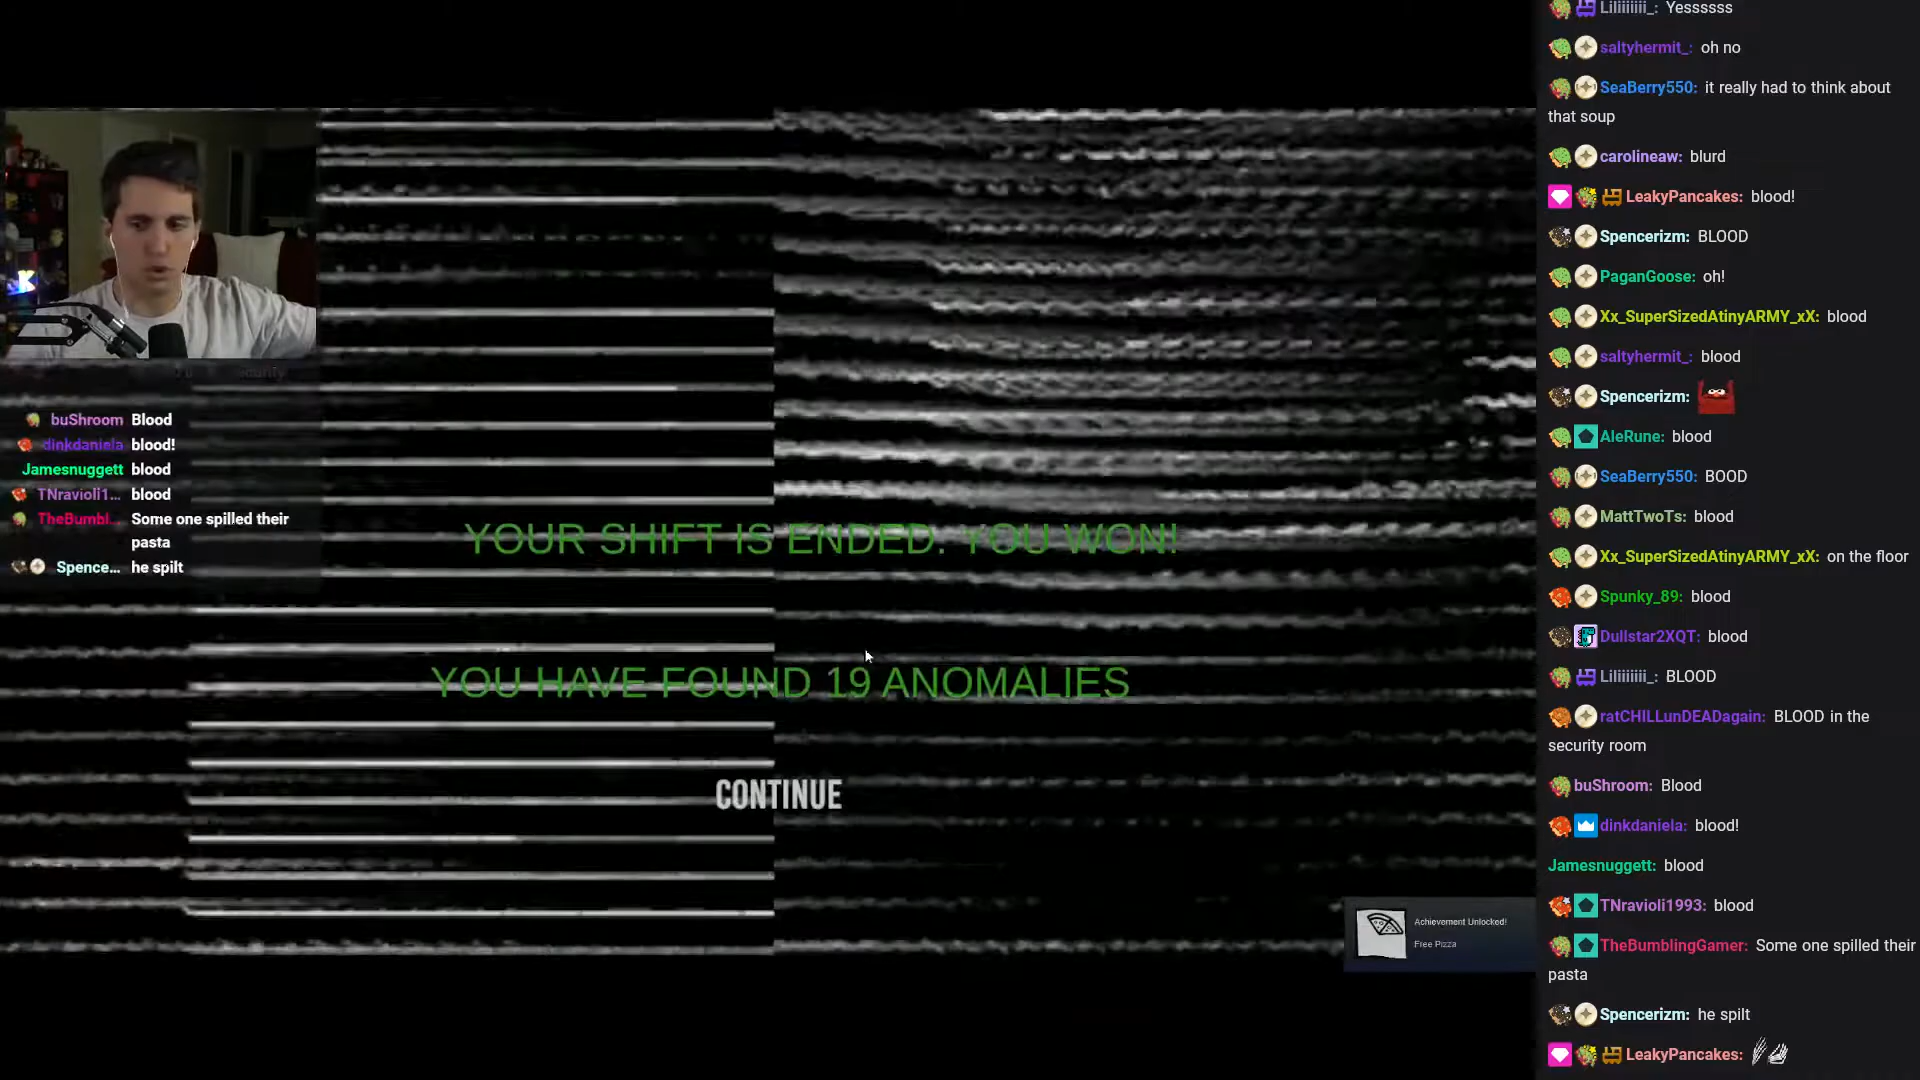 buShroom Blood
dinkdaniela blood!
Jamesnuggett blood
TNravioli1... blood
TheBumbl... Some one spilled their
pasta
Spence... he spilt
YOUR SHIFT IS ENDED. YOU WON!
YOU HAVE FOUND 19 ANOMALIES
CONTINUE
Achievement Unlocked!
Free Pizza
Liliiiiiii_: Yessssss
saltyhermit_: oh no
SeaBerry550: it really had to think about
that soup
carolineaw: blurd
LeakyPancakes: blood!
Spencerizm: BLOOD
PaganGoose: oh!
Xx_SuperSizedAtinyARMY_xX: blood
saltyhermit_: blood
Spencerizm:
AleRune: blood
SeaBerry550: BOOD
MattTwoTs: blood
Xx_SuperSizedAtinyARMY_xX: on the floor
Spunky_89: blood
Dullstar2XQT: blood
Liliiiiiii_: BLOOD
ratCHILLunDEADagain: BLOOD in the
security room
buShroom: Blood
dinkdaniela: blood!
Jamesnuggett: blood
TNravioli1993: blood
TheBumblingGamer: Some one spilled their
pasta
Spencerizm: he spilt
LeakyPancakes: